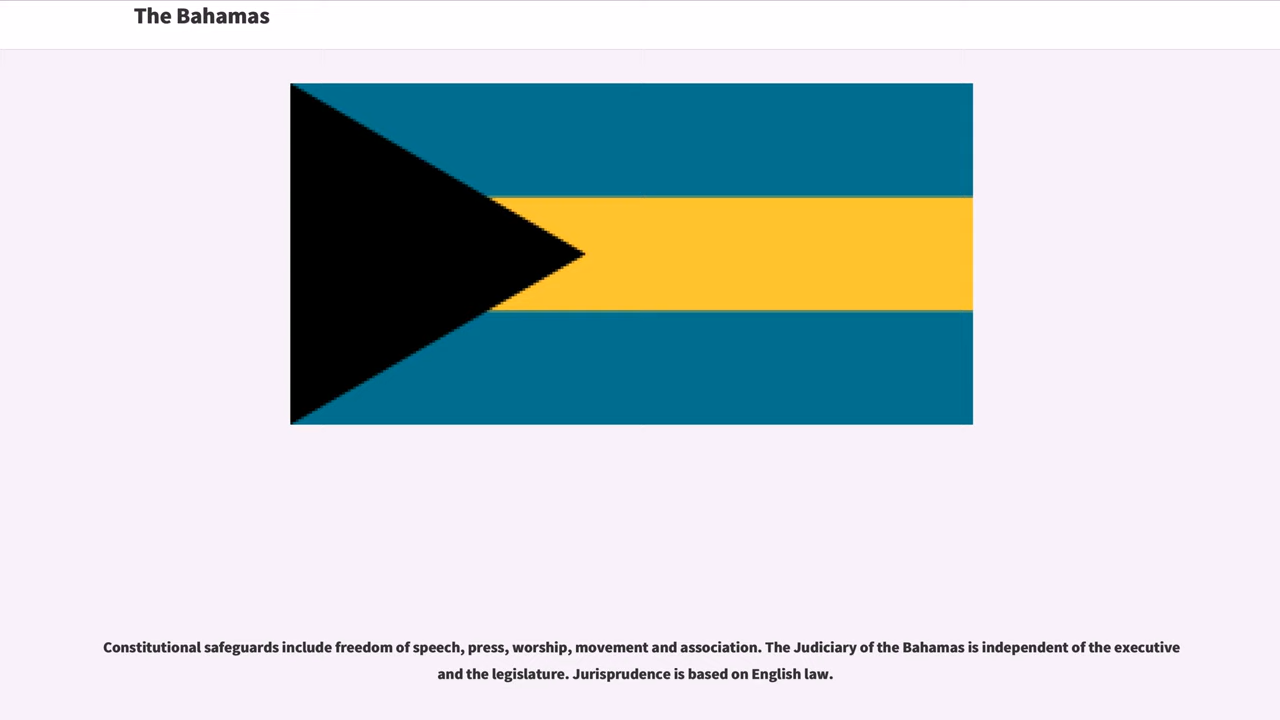 The Bahamas
Constitutional safeguards include freedom of speech, press, worship, movement and association. The Judiciary of the Bahamas is independent of the executive
and the legislature. Jurisprudence is based on English law.